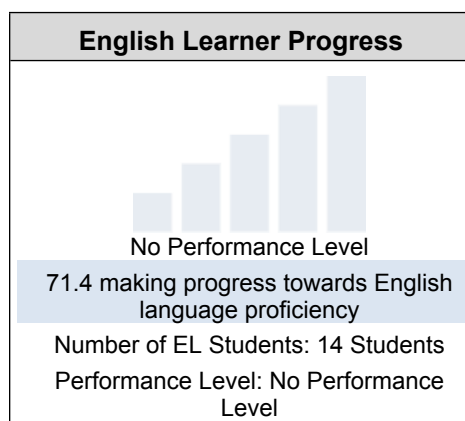 English Learner Progress
No Performance Level
71.4 making progress towards English
language proficiency
Number of EL Students: 14 Students
Performance Level: No Performance
Level